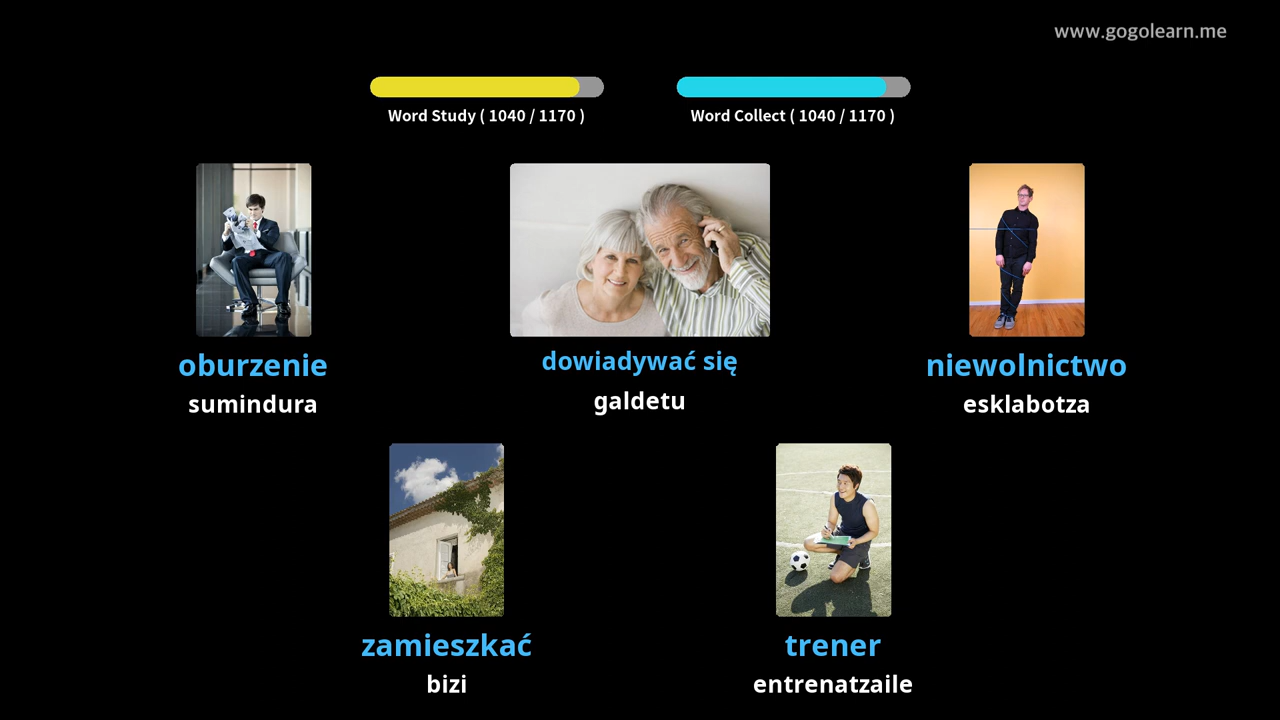 www.gogolearn.me
Word Study ( 1040 / 1170 )
Word Collect ( 1040 / 1170 )
oburzenie
sumindura
dowiadywać się
galdetu
niewolnictwo
esklabotza
zamieszkać
bizi
trener
entrenatzaile